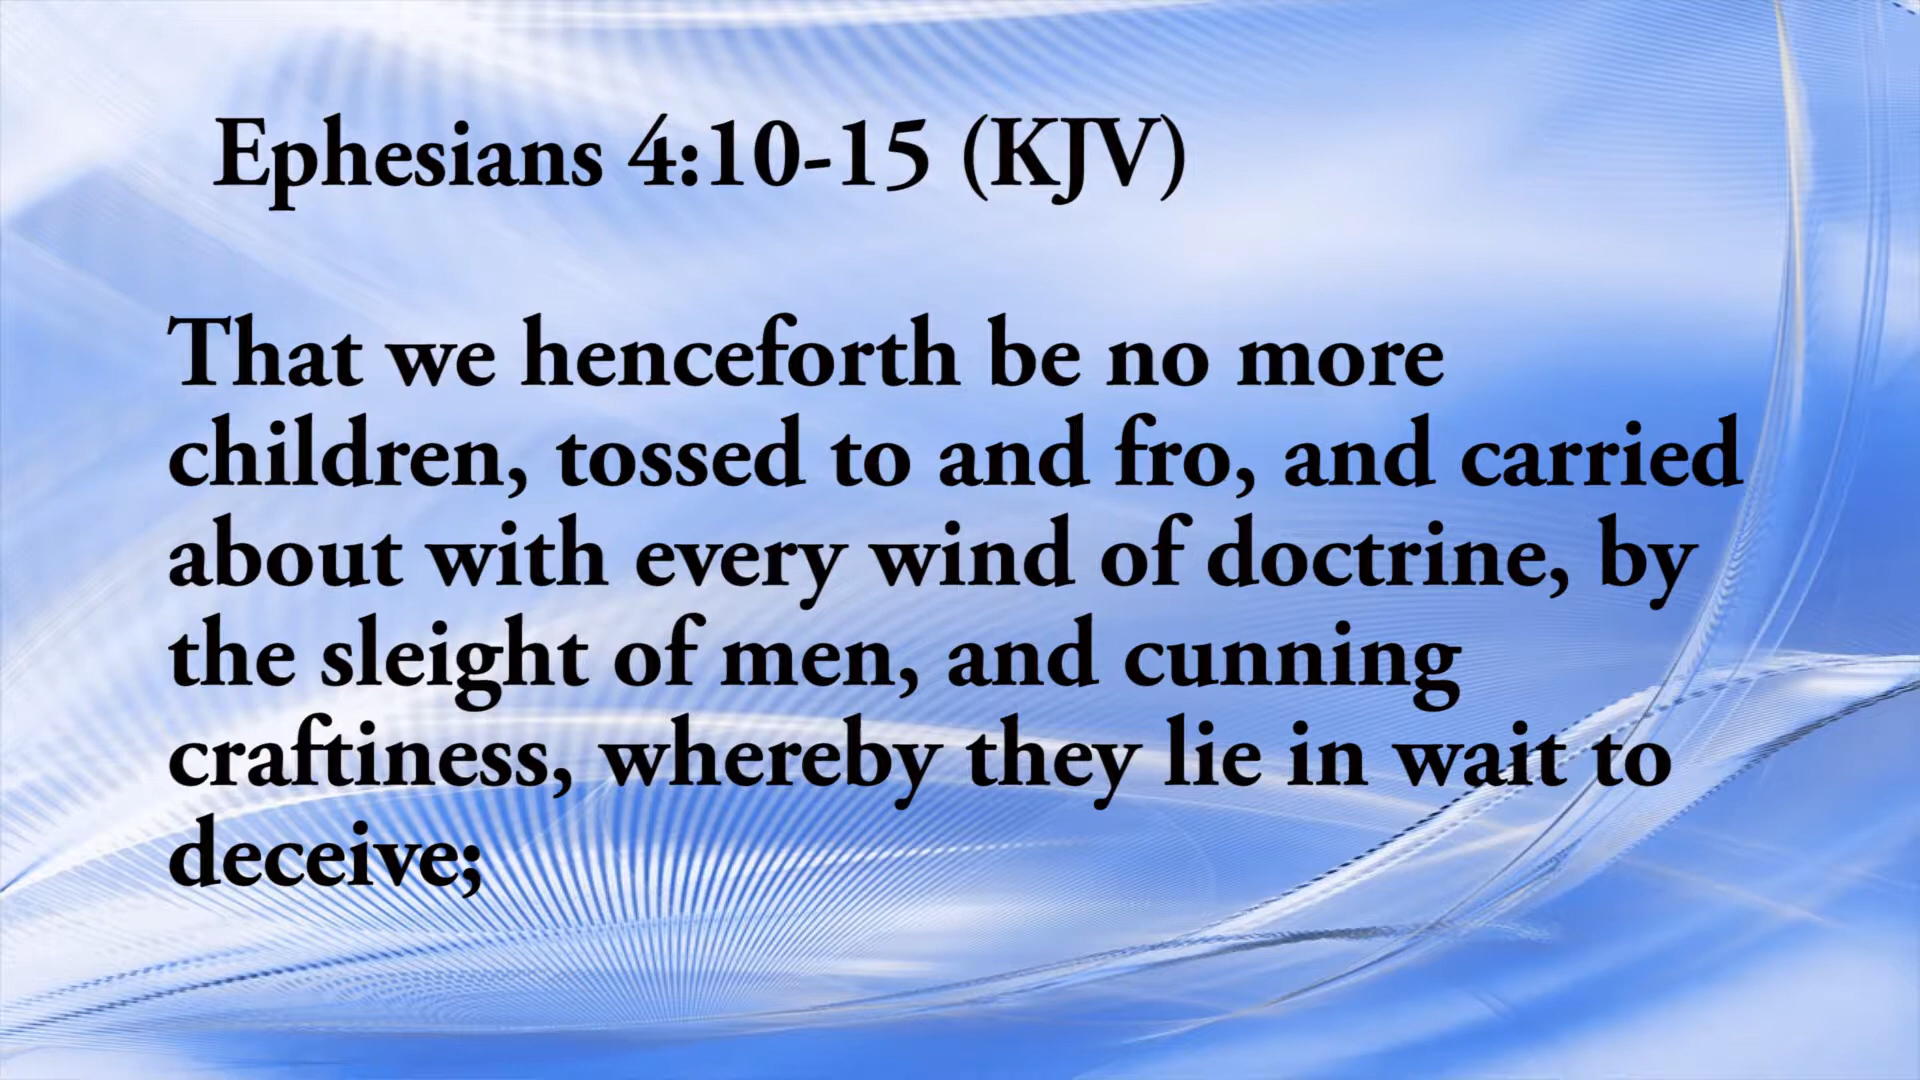 Ephesians 4:10-15 (KJV)
That we henceforth be no more
children, tossed to and fro, and carried
about with every wind of doctrine, by
the sleight of men, and cunning
craftiness, whereby they lie in wait to
deceive;